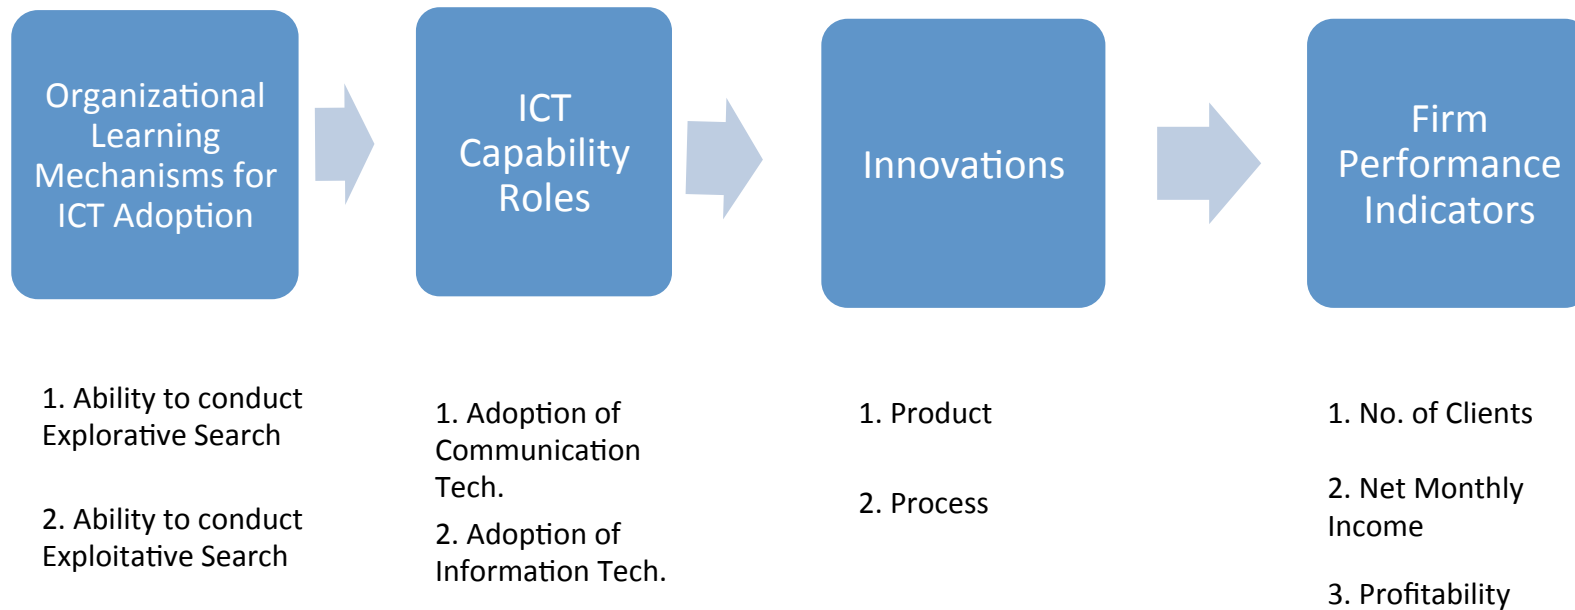 Organizational
Learning
Mechanisms for
ICT Adoption
ICT
Capability
Roles
Innovations
Firm
Performance
Indicators
1. Ability to conduct
Explorative Search
2. Ability to conduct
Exploitative Search
1. Adoption of
Communication
Tech.
2. Adoption of
Information Tech.
1. Product
2. Process
1. No. of Clients
2. Net Monthly
Income
3. Profitability